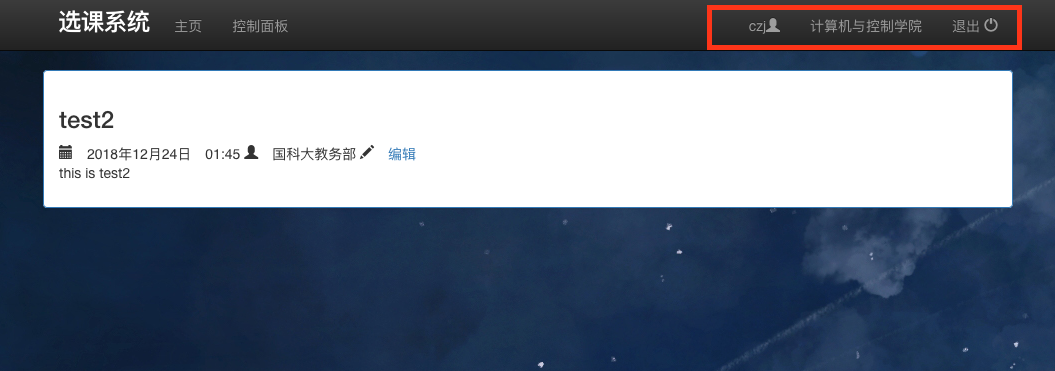 选课系统 主页 控制面板 czj 计算机与控制学院 退出
test2
2018年12月24日 01:45 国科大教务部 编辑
this is test2